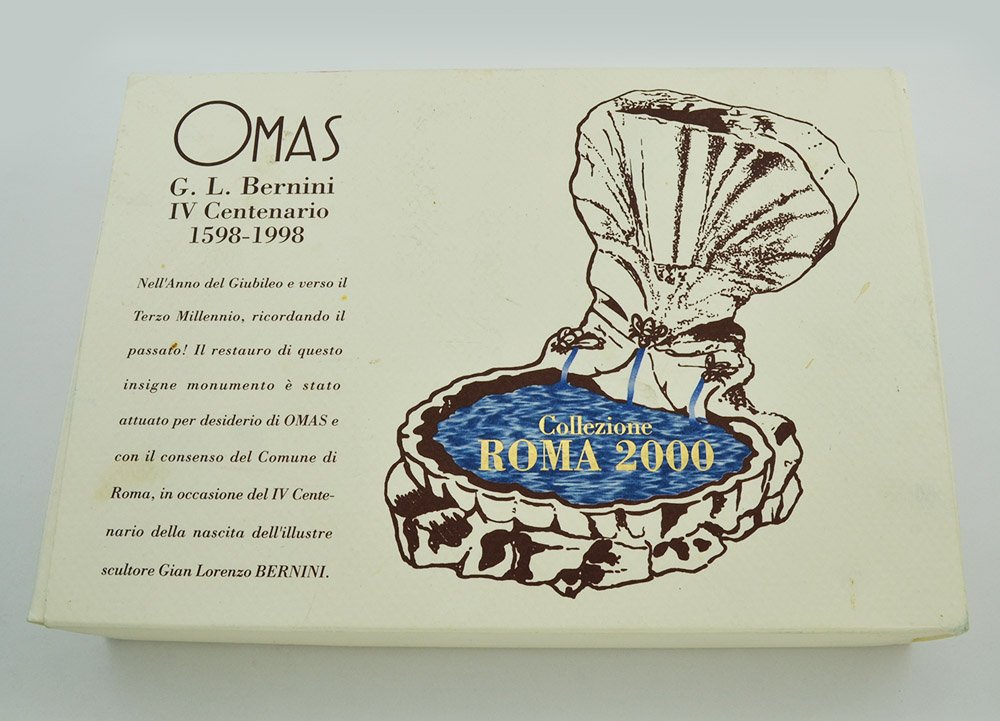 OMAS
G. L. Bernini
IV Centenario
1598-1998
Nell'Anno del Giubileo e verso il
Terzo Millennio, ricordando il
passato! Il restauro di questo
insigne monumento è stato
attuato per desiderio di OMAS e
con il consenso del Comune di
Roma, in occasione del IV Cente-
nario della nascita dell'illustre
scultore Gian Lorenzo BERNINI.
Collezione
ROMA 2000